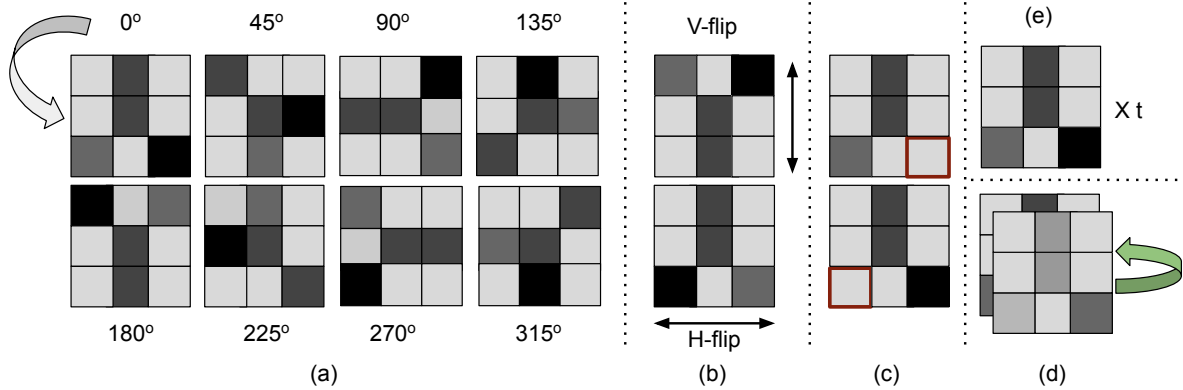 0º 45º 90º 135º
V-flip
(e)
X t
180º 225º 270º 315º
H-flip
(a) (b) (c) (d)